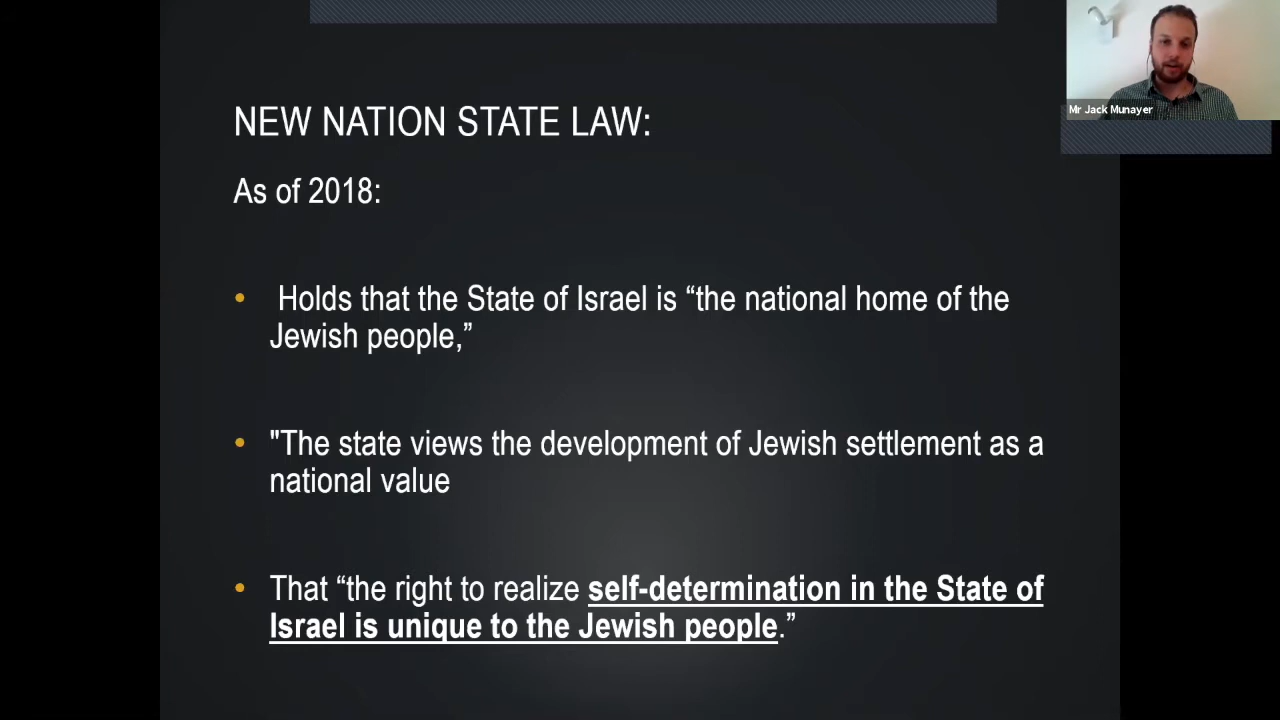 Mr Jack Munayer
NEW NATION STATE LAW:
As of 2018:
• Holds that the State of Israel is “the national home of the
Jewish people,”
• "The state views the development of Jewish settlement as a
national value
• That “the right to realize self-determination in the State of
Israel is unique to the Jewish people.”